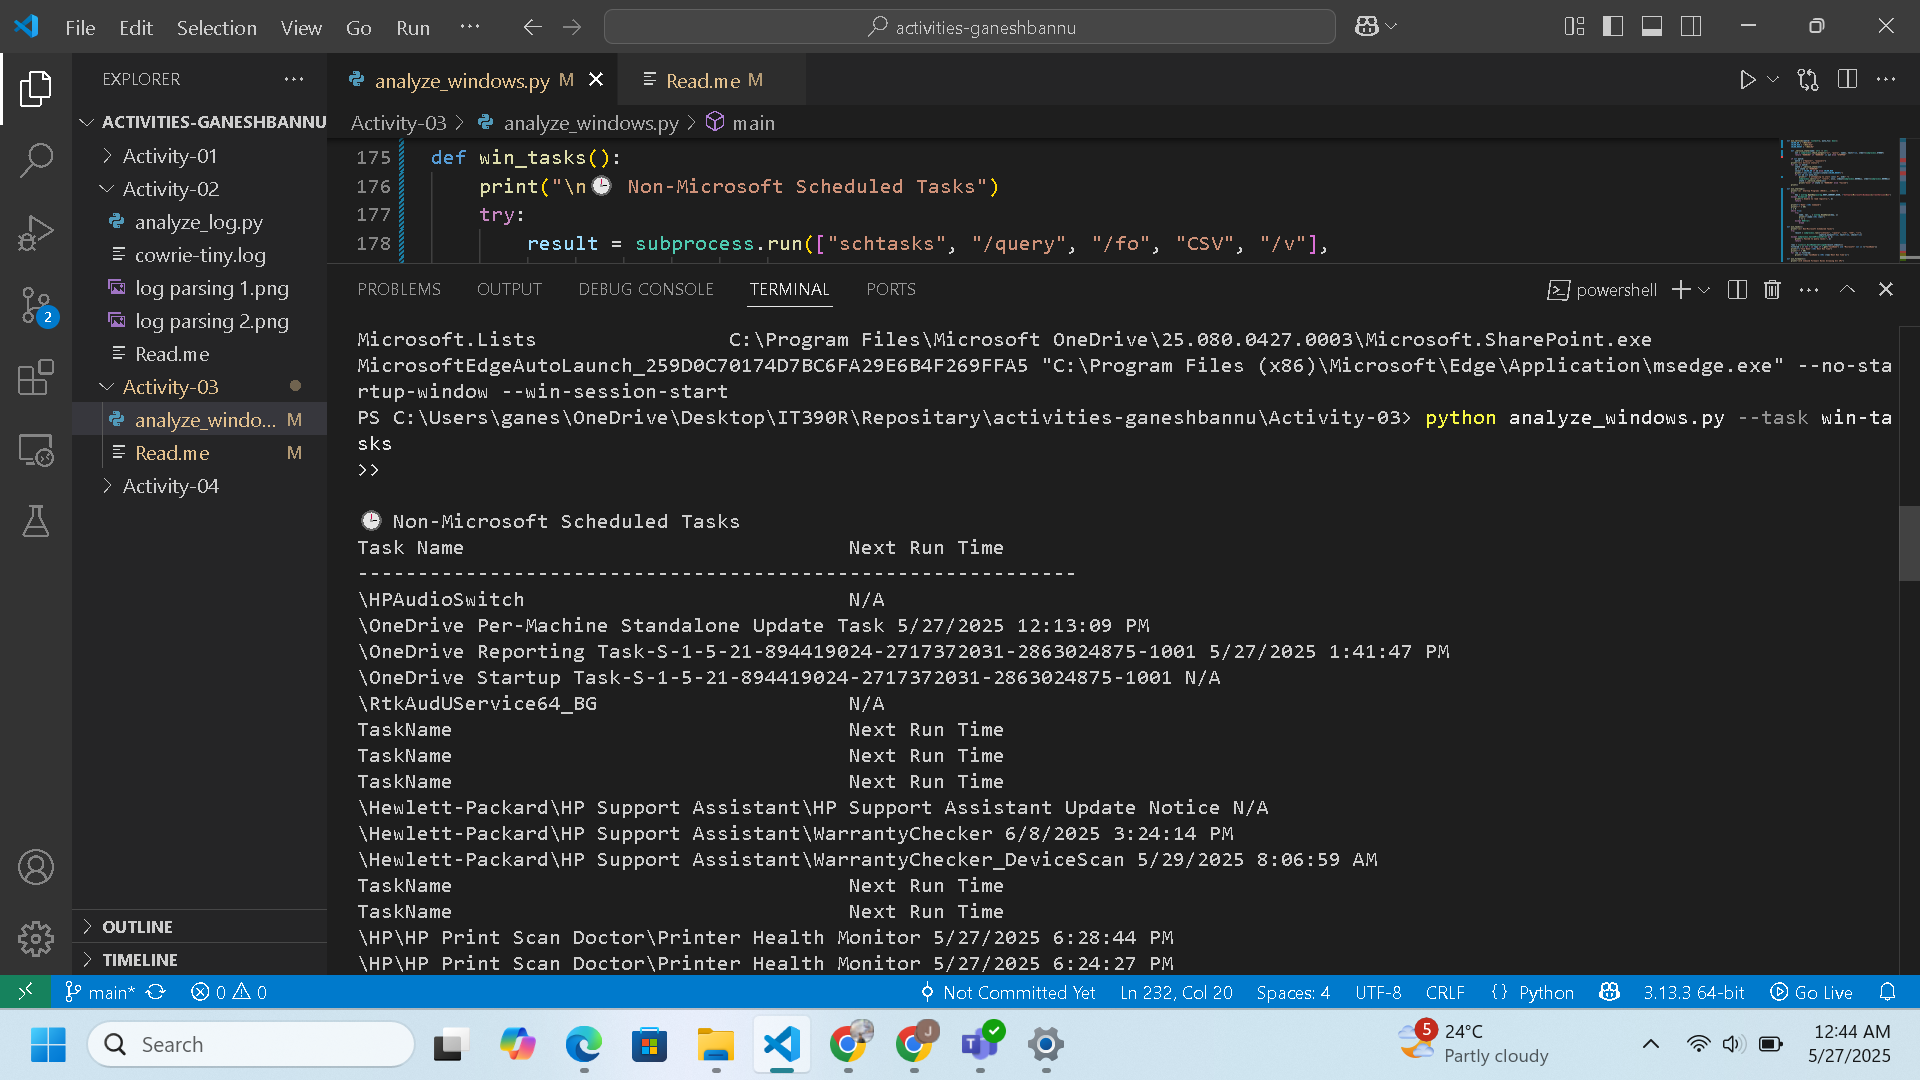 File Edit Selection View Go Run ···
activities-ganeshbannu
EXPLORER
ACTIVITIES-GANESHBANNU
Activity-01
Activity-02
analyze_log.py
cowrie-tiny.log
log parsing 1.png
log parsing 2.png
Read.me
Activity-03
analyze_windo... M
Read.me M
Activity-04
OUTLINE
TIMELINE
2
analyze_windows.py M
Read.me M
Activity-03 > analyze_windows.py > main
175 def win_tasks():
176 print("\n🕒 Non-Microsoft Scheduled Tasks")
177 try:
178 result = subprocess.run(["schtasks", "/query", "/fo", "CSV", "/v"],
PROBLEMS OUTPUT DEBUG CONSOLE TERMINAL PORTS
powershell
Microsoft.Lists C:\Program Files\Microsoft OneDrive\25.080.0427.0003\Microsoft.SharePoint.exe
MicrosoftEdgeAutoLaunch_259D0C70174D7BC6FA29E6B4F269FFA5 "C:\Program Files (x86)\Microsoft\Edge\Application\msedge.exe" --no-sta
rtup-window --win-session-start
PS C:\Users\ganes\OneDrive\Desktop\IT390R\Repositary\activities-ganeshbannu\Activity-03> python analyze_windows.py --task win-ta
sks
>>
🕒 Non-Microsoft Scheduled Tasks
Task Name Next Run Time
------------------------------------------------------------
\HPAudioSwitch N/A
\OneDrive Per-Machine Standalone Update Task 5/27/2025 12:13:09 PM
\OneDrive Reporting Task-S-1-5-21-894419024-2717372031-2863024875-1001 5/27/2025 1:41:47 PM
\OneDrive Startup Task-S-1-5-21-894419024-2717372031-2863024875-1001 N/A
\RtkAudUService64_BG N/A
TaskName Next Run Time
TaskName Next Run Time
TaskName Next Run Time
\Hewlett-Packard\HP Support Assistant\HP Support Assistant Update Notice N/A
\Hewlett-Packard\HP Support Assistant\WarrantyChecker 6/8/2025 3:24:14 PM
\Hewlett-Packard\HP Support Assistant\WarrantyChecker_DeviceScan 5/29/2025 8:06:59 AM
TaskName Next Run Time
TaskName Next Run Time
\HP\HP Print Scan Doctor\Printer Health Monitor 5/27/2025 6:28:44 PM
\HP\HP Print Scan Doctor\Printer Health Monitor 5/27/2025 6:24:27 PM
main* 0 0 Not Committed Yet Ln 232, Col 20 Spaces: 4 UTF-8 CRLF {} Python 3.13.3 64-bit Go Live
Search
J
T
5
24°C
Partly cloudy
12:44 AM
5/27/2025